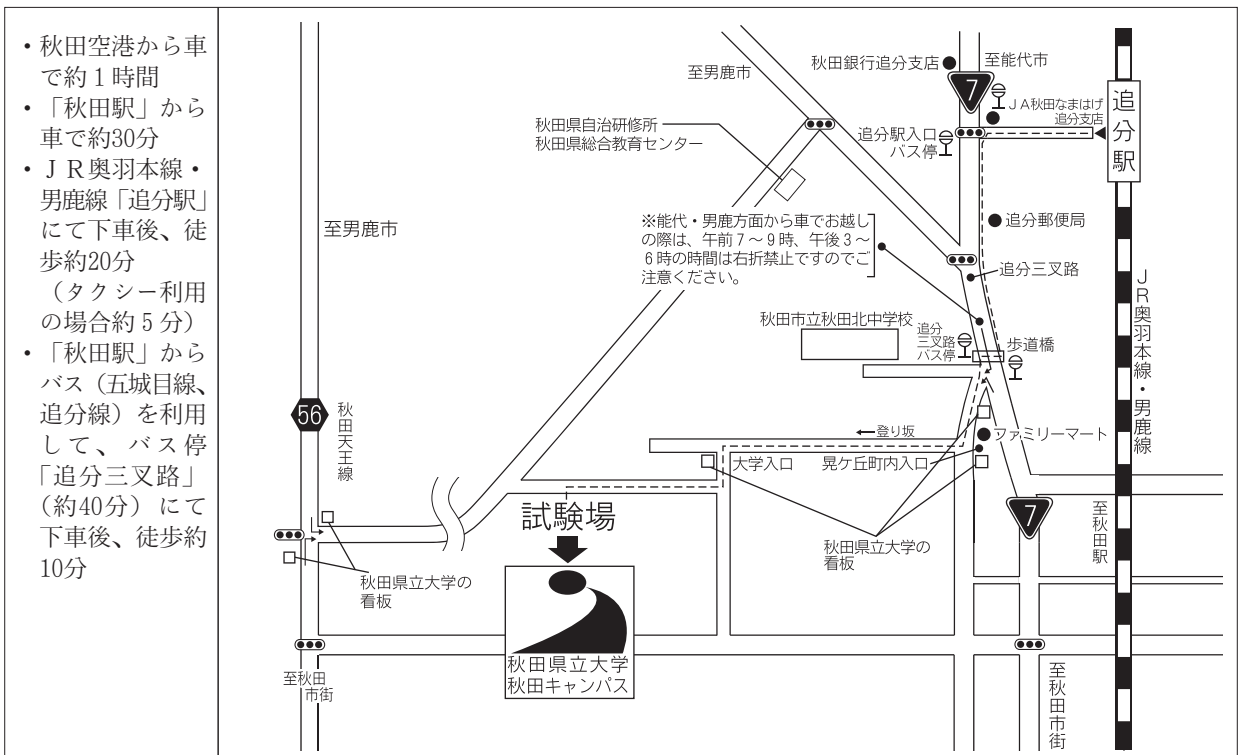 ・秋田空港から車
で約１時間
・「秋田駅」から
車で約30分
・ＪＲ奥羽本線・
男鹿線「追分駅」
にて下車後、徒
歩約20分
（タクシー利用
の場合約５分）
・「秋田駅」から
バス（五城目線、
追分線）を利用
して、バス停
「追分三叉路」
（約40分）にて
下車後、徒歩約
10分
至男鹿市
秋田銀行追分支店
至能代市
7
ＪＡ秋田なまはげ
追分支店
追分駅
追分駅入口
バス停
秋田県自治研修所
秋田県総合教育センター
至男鹿市
※能代・男鹿方面から車でお越し
の際は、午前７～９時、午後３～
６時の時間は右折禁止ですのでご
注意ください。
追分郵便局
追分三叉路
ＪＲ奥羽本線・男鹿線
秋田市立秋田北中学校
追分
三叉路
バス停
歩道橋
56
秋田天王線
←登り坂
ファミリーマート
大学入口
晃ケ丘町内入口
試験場
7
至秋田駅
秋田県立大学の
看板
秋田県立大学の
看板
秋田県立大学
秋田キャンパス
至秋田
市街
至秋田市街